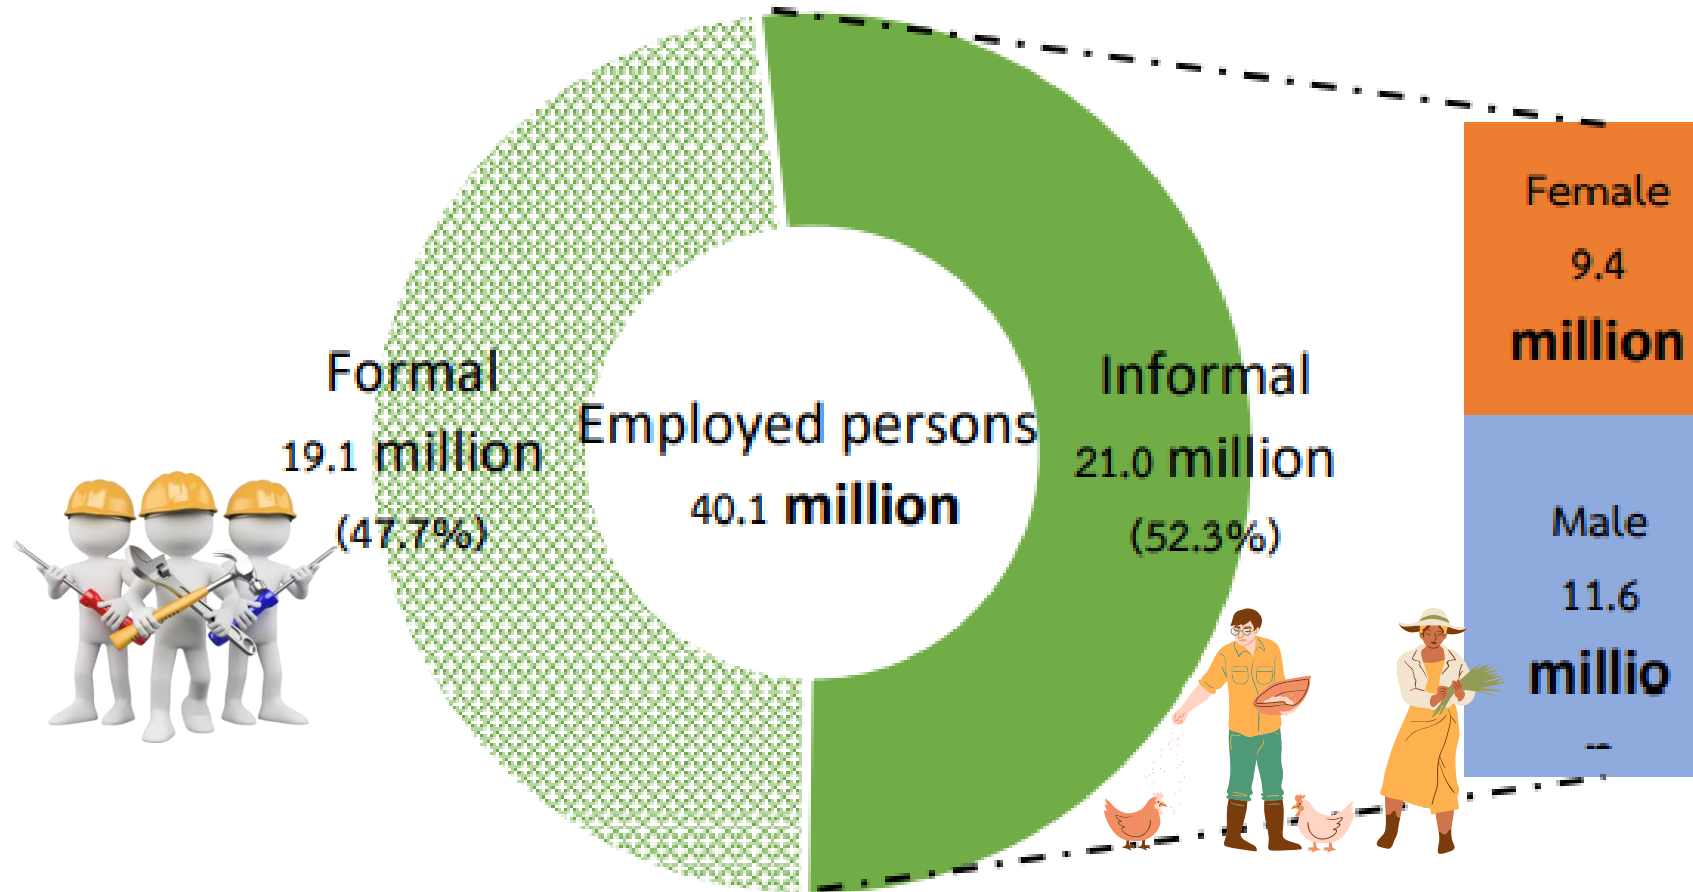 Formal
19.1 million
(47.7%)
Employed persons
40.1 million
Informal
21.0 million
(52.3%)
Female
9.4
million
Male
11.6
millio